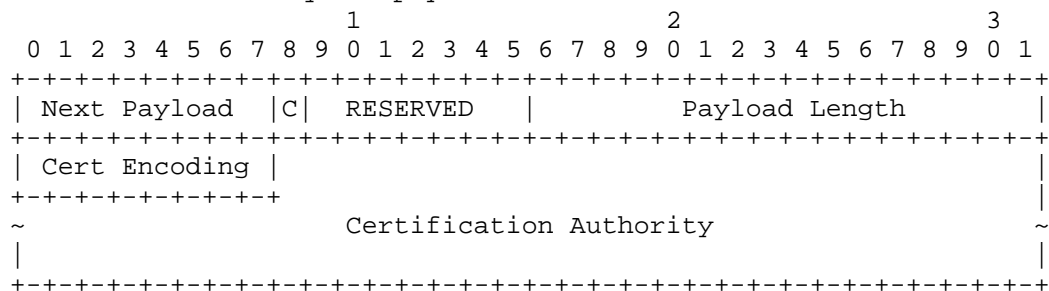 1                   2                   3
 0 1 2 3 4 5 6 7 8 9 0 1 2 3 4 5 6 7 8 9 0 1 2 3 4 5 6 7 8 9 0 1
+-+-+-+-+-+-+-+-+-+-+-+-+-+-+-+-+-+-+-+-+-+-+-+-+-+-+-+-+-+-+-+-+
| Next Payload  |C|  RESERVED   |         Payload Length        |
+-+-+-+-+-+-+-+-+-+-+-+-+-+-+-+-+-+-+-+-+-+-+-+-+-+-+-+-+-+-+-+-+
| Cert Encoding |                                               |
+-+-+-+-+-+-+-+-+                                               |
~                    Certification Authority                    ~
|                                                               |
+-+-+-+-+-+-+-+-+-+-+-+-+-+-+-+-+-+-+-+-+-+-+-+-+-+-+-+-+-+-+-+-+